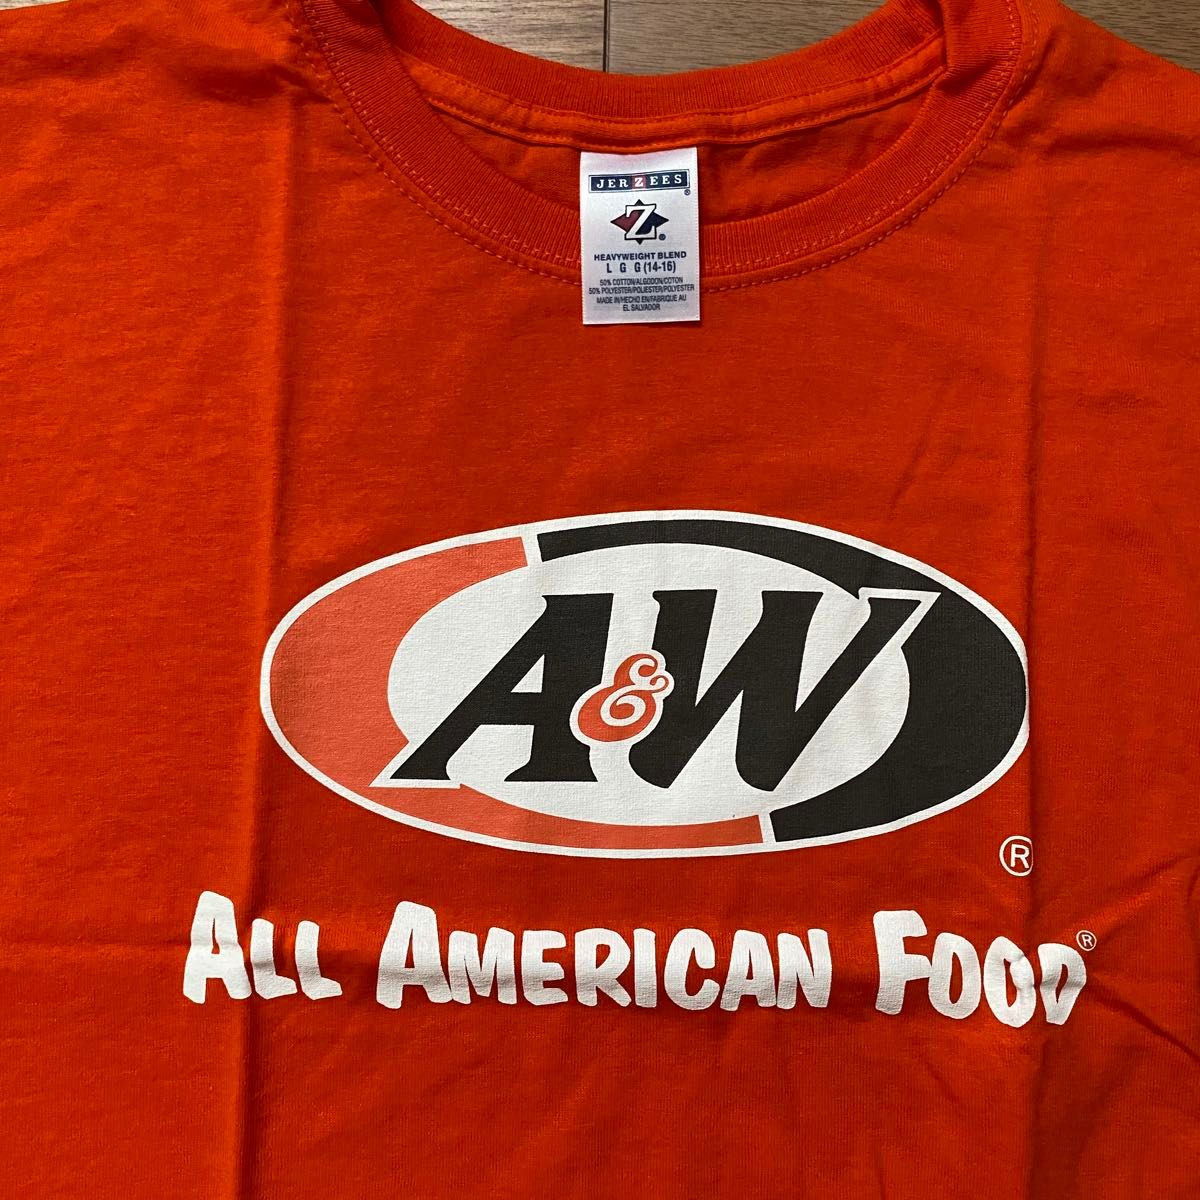 JERZEES®
Z®
HEAVYWEIGHT BLEND
L G G (14-16)
50% COTTON/ALGODON/COTON
50% POLYESTER/POLIESTER/POLYESTER
MADE IN/HECHO EN/FABRIQUE AU
EL SALVADOR
A&W
®
ALL AMERICAN FOOD®